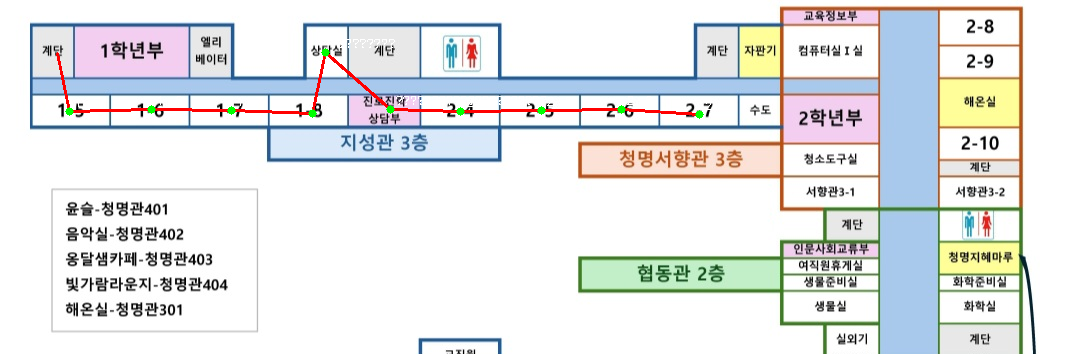 계단
1학년부
엘리
베이터
상담실
계단
계단
자판기
1-5
1-6
1-7
1-8
진로진학
상담부
2-4
2-5
2-6
2-7
수도
지성관 3층
교육정보부
컴퓨터실 I 실
2학년부
청소도구실
서향관3-1
2-8
2-9
해온실
2-10
계단
서향관3-2
청명서향관 3층
계단
인문사회교류부
여직원휴게실
생물준비실
생물실
실외기
청명지혜마루
화학준비실
화학실
계단
협동관 2층
윤슬-청명관401
음악실-청명관402
옹달샘카페-청명관403
빛가람라운지-청명관404
해온실-청명관301